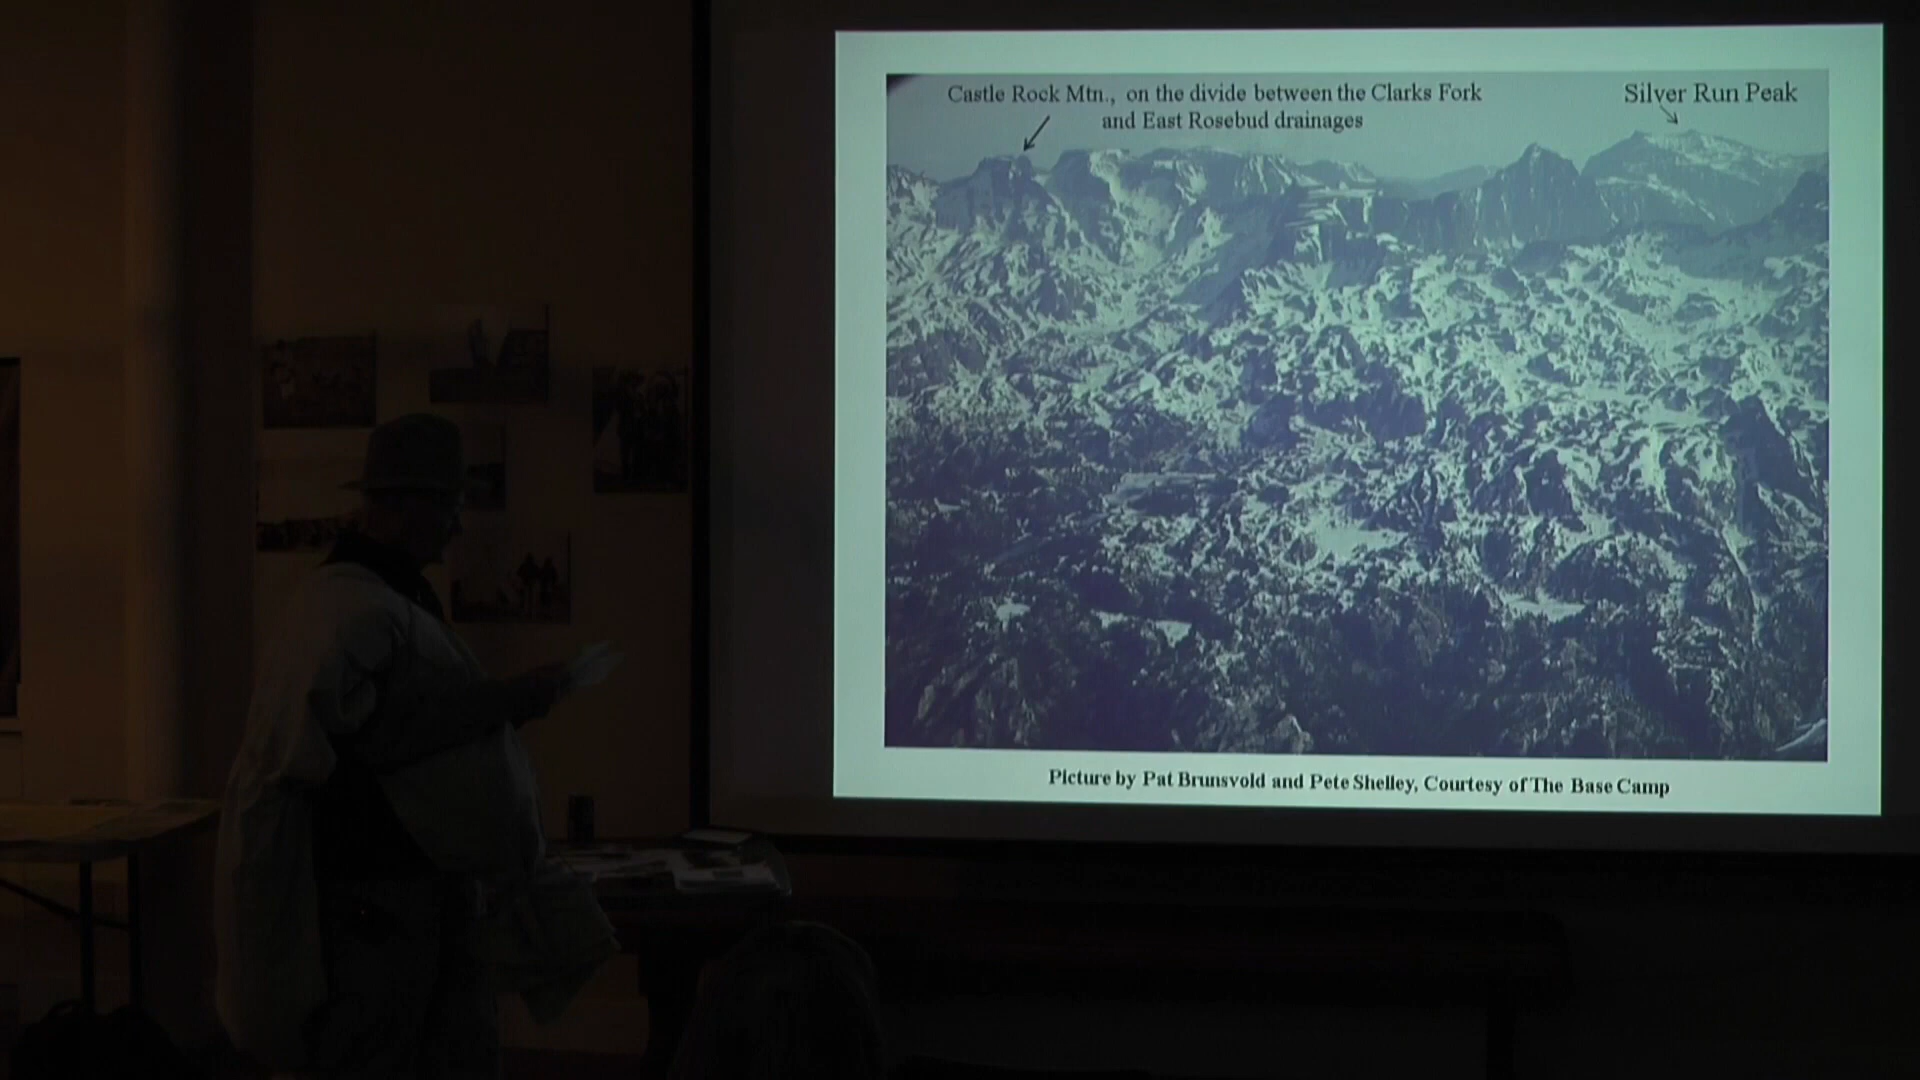 Castle Rock Mtn., on the divide between the Clarks Fork
and East Rosebud drainages
Silver Run Peak
Picture by Pat Brunsvold and Pete Shelley, Courtesy of The Base Camp